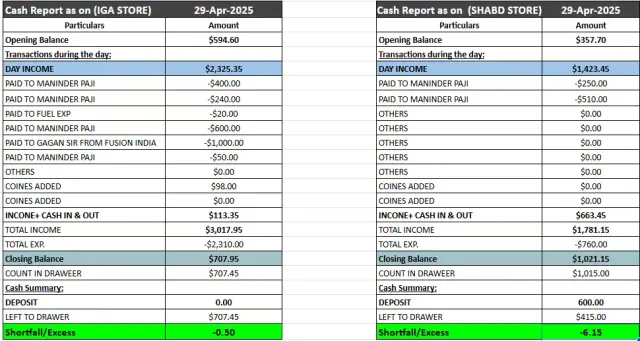 Cash Report as on (IGA STORE) 29-Apr-2025
Particulars Amount
Opening Balance $594.60
Transactions during the day:
DAY INCOME $2,325.35
PAID TO MANINDER PAJI -$400.00
PAID TO MANINDER PAJI -$240.00
PAID TO FUEL EXP -$20.00
PAID TO MANINDER PAJI -$600.00
PAID TO GAGAN SIR FROM FUSION INDIA -$1,000.00
PAID TO MANINDER PAJI -$50.00
OTHERS $0.00
COINES ADDED $98.00
COINES ADDED $0.00
INCONE+ CASH IN & OUT $113.35
TOTAL INCOME $3,017.95
TOTAL EXP. -$2,310.00
Closing Balance $707.95
COUNT IN DRAWEER $707.45
Cash Summary:
DEPOSIT 0.00
LEFT TO DRAWER $707.45
Shortfall/Excess -0.50
Cash Report as on (SHABD STORE) 29-Apr-2025
Particulars Amount
Opening Balance $357.70
Transactions during the day:
DAY INCOME $1,423.45
PAID TO MANINDER PAJI -$250.00
PAID TO MANINDER PAJI -$510.00
OTHERS $0.00
OTHERS $0.00
OTHERS $0.00
OTHERS $0.00
OTHERS $0.00
COINES ADDED $0.00
COINES ADDED $0.00
INCONE+ CASH IN & OUT $663.45
TOTAL INCOME $1,781.15
TOTAL EXP. -$760.00
Closing Balance $1,021.15
COUNT IN DRAWEER $1,015.00
Cash Summary:
DEPOSIT 600.00
LEFT TO DRAWER $415.00
Shortfall/Excess -6.15